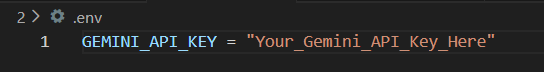 2 > .env
1 GEMINI_API_KEY = "Your_Gemini_API_Key_Here"